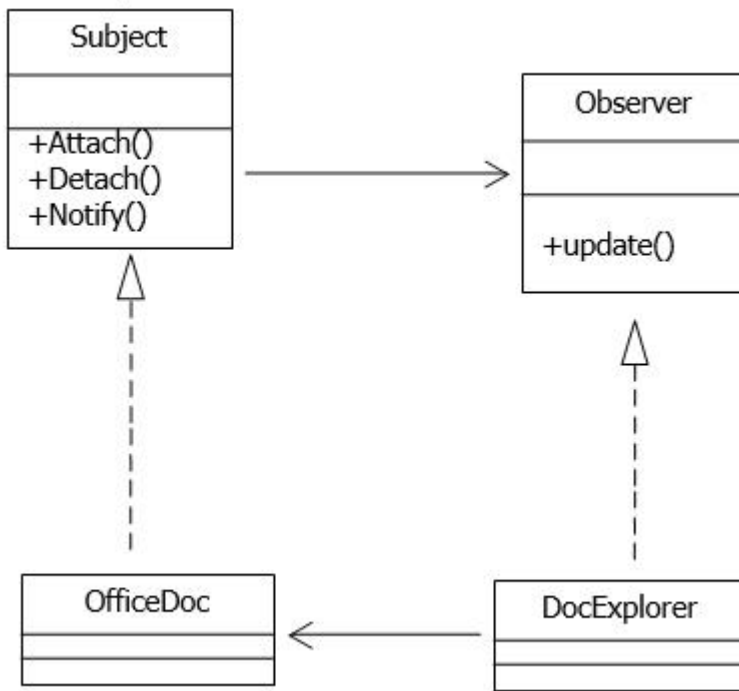 Subject
+Attach()
+Detach()
+Notify()
Observer
+update()
OfficeDoc
DocExplorer